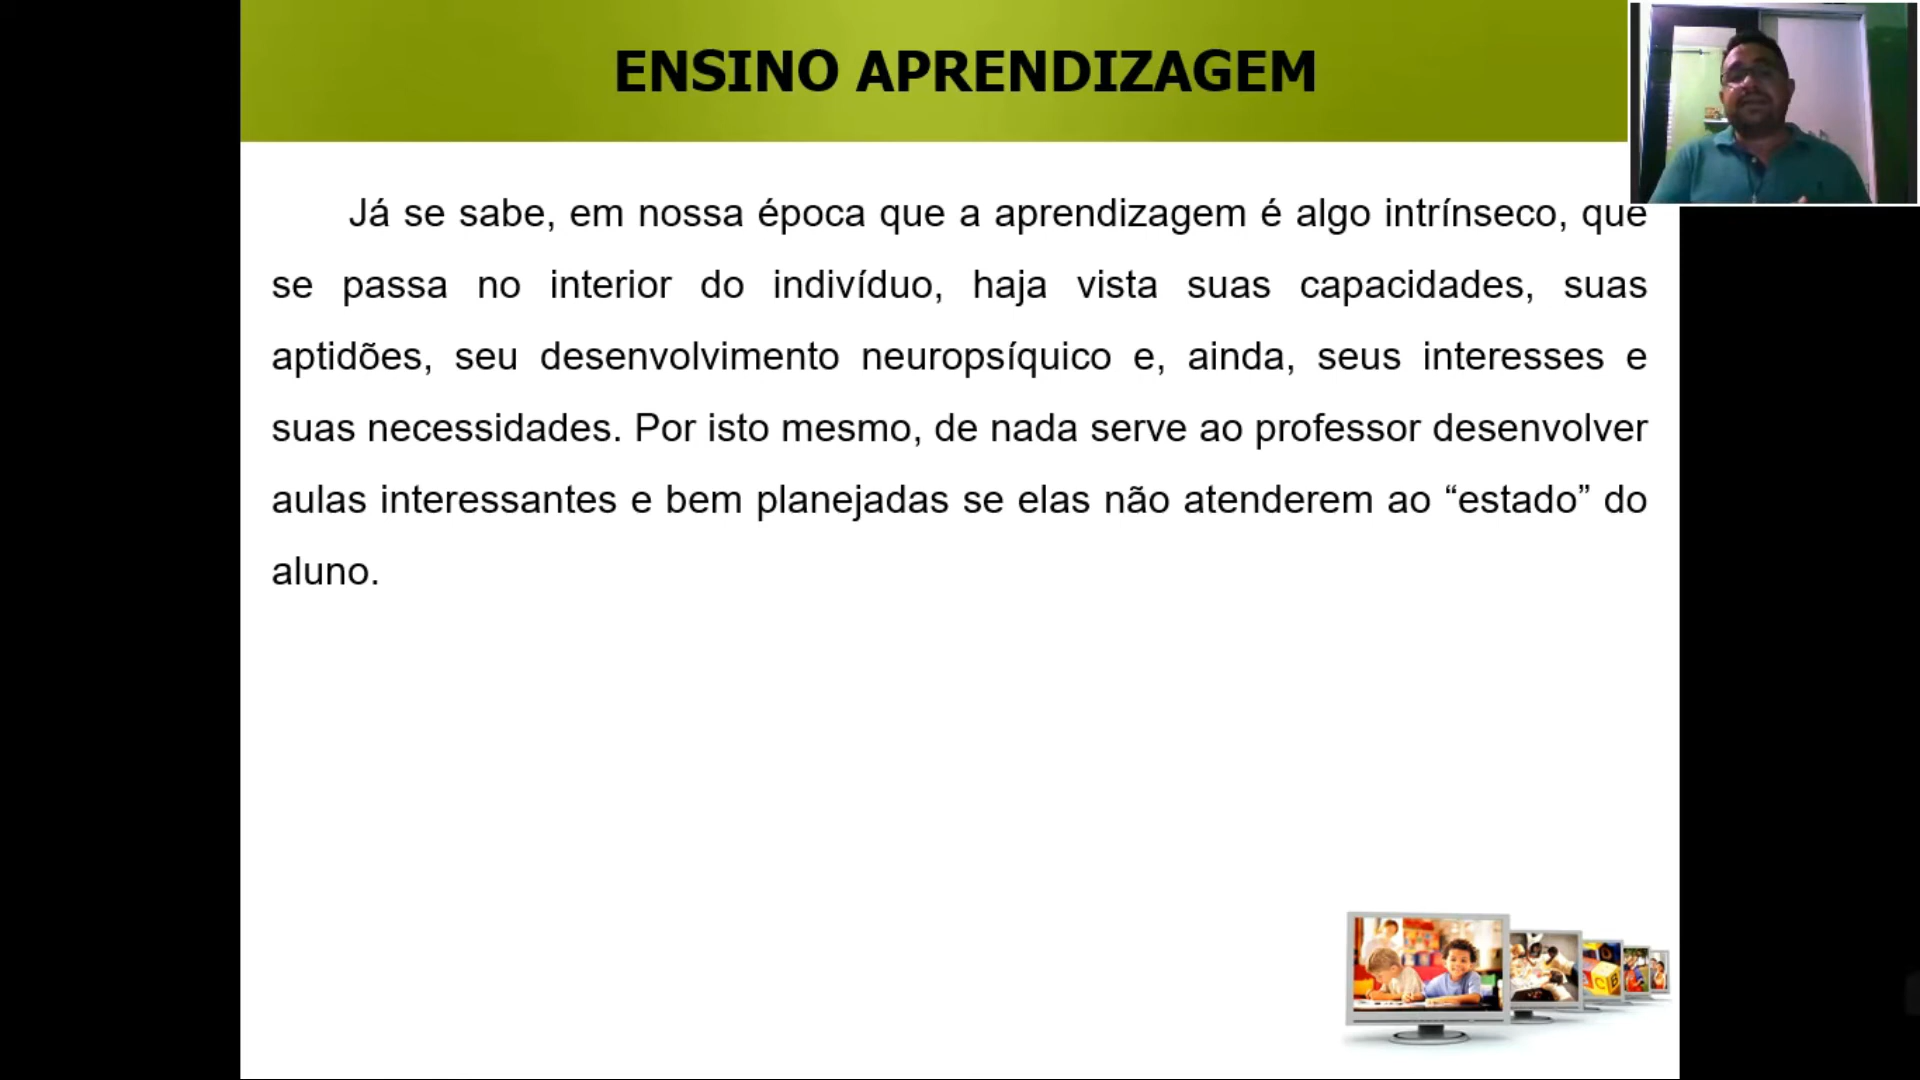 ENSINO APRENDIZAGEM
Já se sabe, em nossa época que a aprendizagem é algo intrínseco, que
se passa no interior do indivíduo, haja vista suas capacidades, suas
aptidões, seu desenvolvimento neuropsíquico e, ainda, seus interesses e
suas necessidades. Por isto mesmo, de nada serve ao professor desenvolver
aulas interessantes e bem planejadas se elas não atenderem ao “estado” do
aluno.
C B